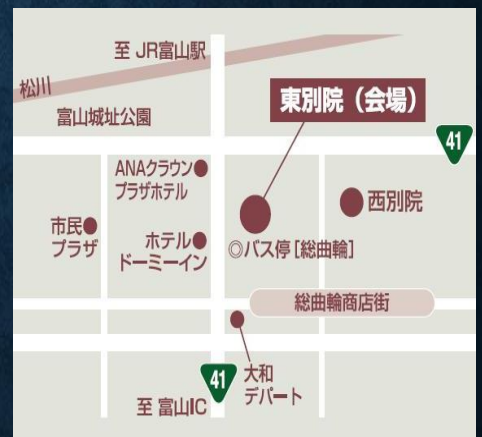 至 JR富山駅
松川
富山城址公園
東別院（会場）
41
ANAクラウン
プラザホテル
西別院
市民
プラザ
ホテル
ドーミーイン
◎バス停［総曲輪］
総曲輪商店街
41
大和
デパート
至 富山IC